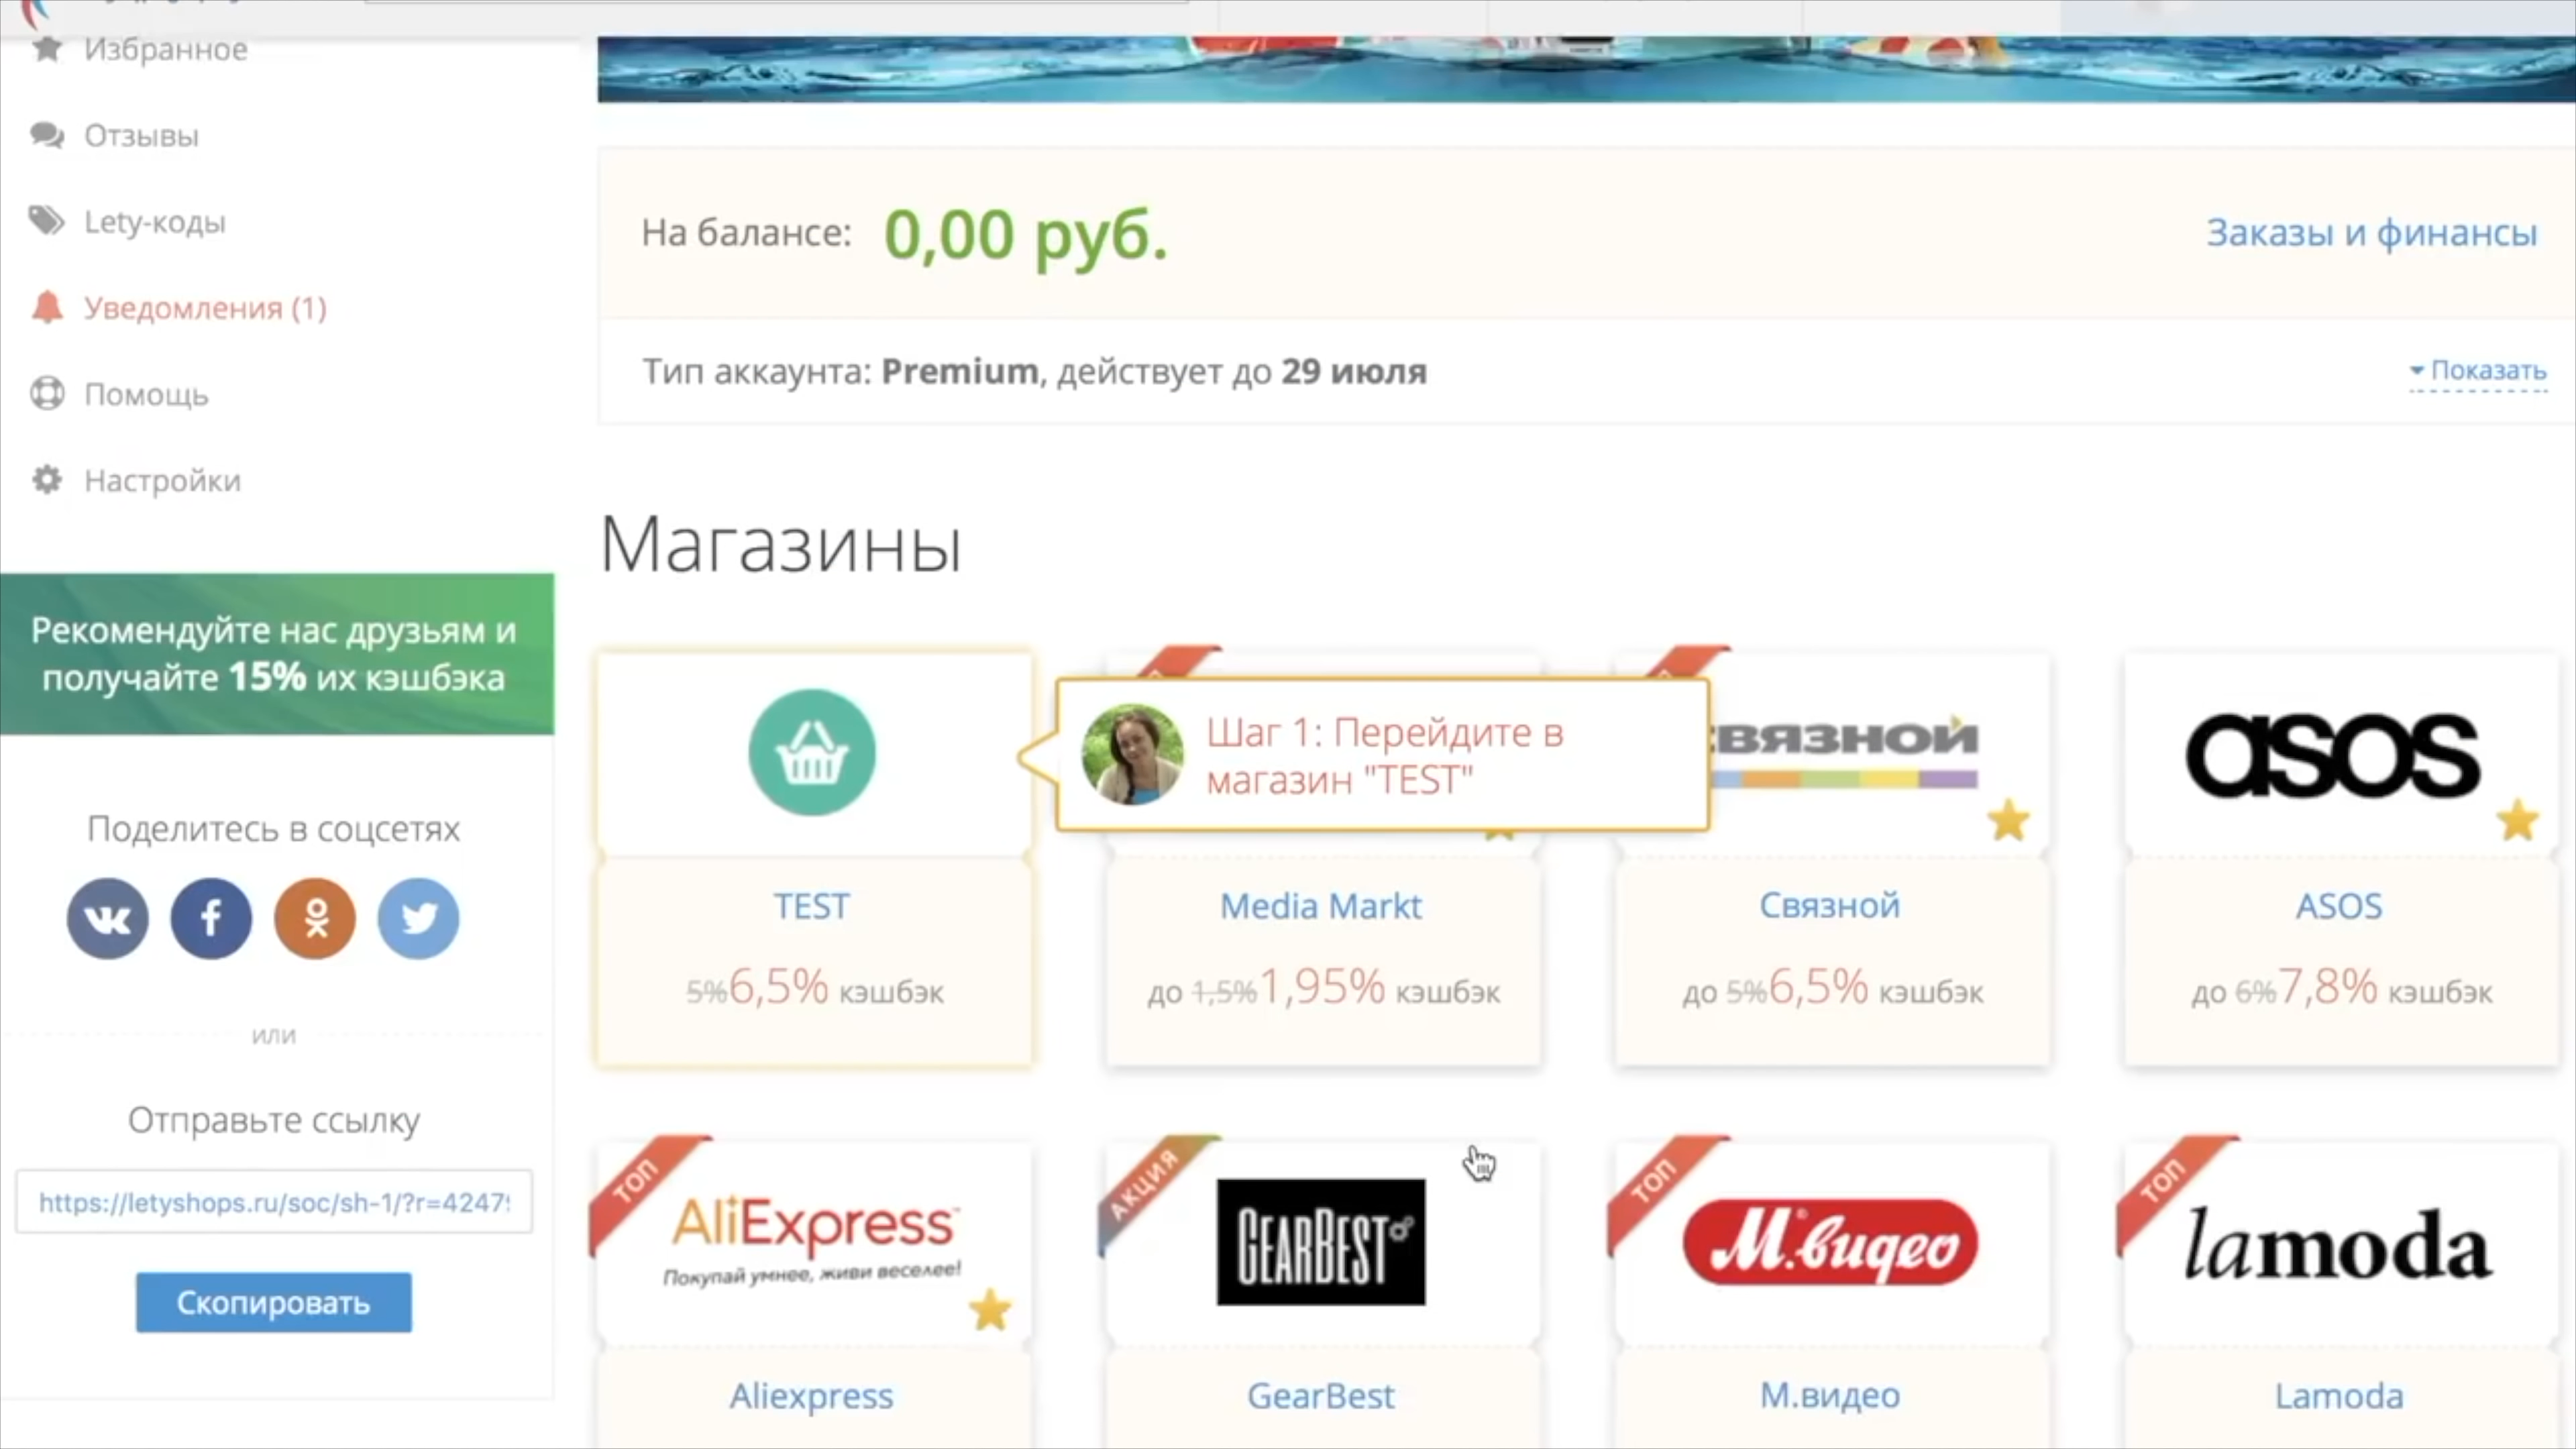 Избранное
Отзывы
Lety-коды
Уведомления (1)
Помощь
Настройки
Рекомендуйте нас друзьям и
получайте 15% их кэшбэка
Поделитесь в соцсетях
или
Отправьте ссылку
https://letyshops.ru/soc/sh-1/?r=4247
Скопировать
На балансе: 0,00 руб.
Заказы и финансы
Тип аккаунта: Premium, действует до 29 июля
Показать
Магазины
Шаг 1: Перейдите в
магазин "TEST"
связной
asos
TEST
5% 6,5% кэшбэк
Media Markt
до 1,5% 1,95% кэшбэк
Связной
до 5% 6,5% кэшбэк
ASOS
до 6% 7,8% кэшбэк
ТОП
AliExpress
Покупай умнее, живи веселее!
Aliexpress
АКЦИЯ
GEARBEST
GearBest
ТОП
М.видео
М.видео
ТОП
lamoda
Lamoda